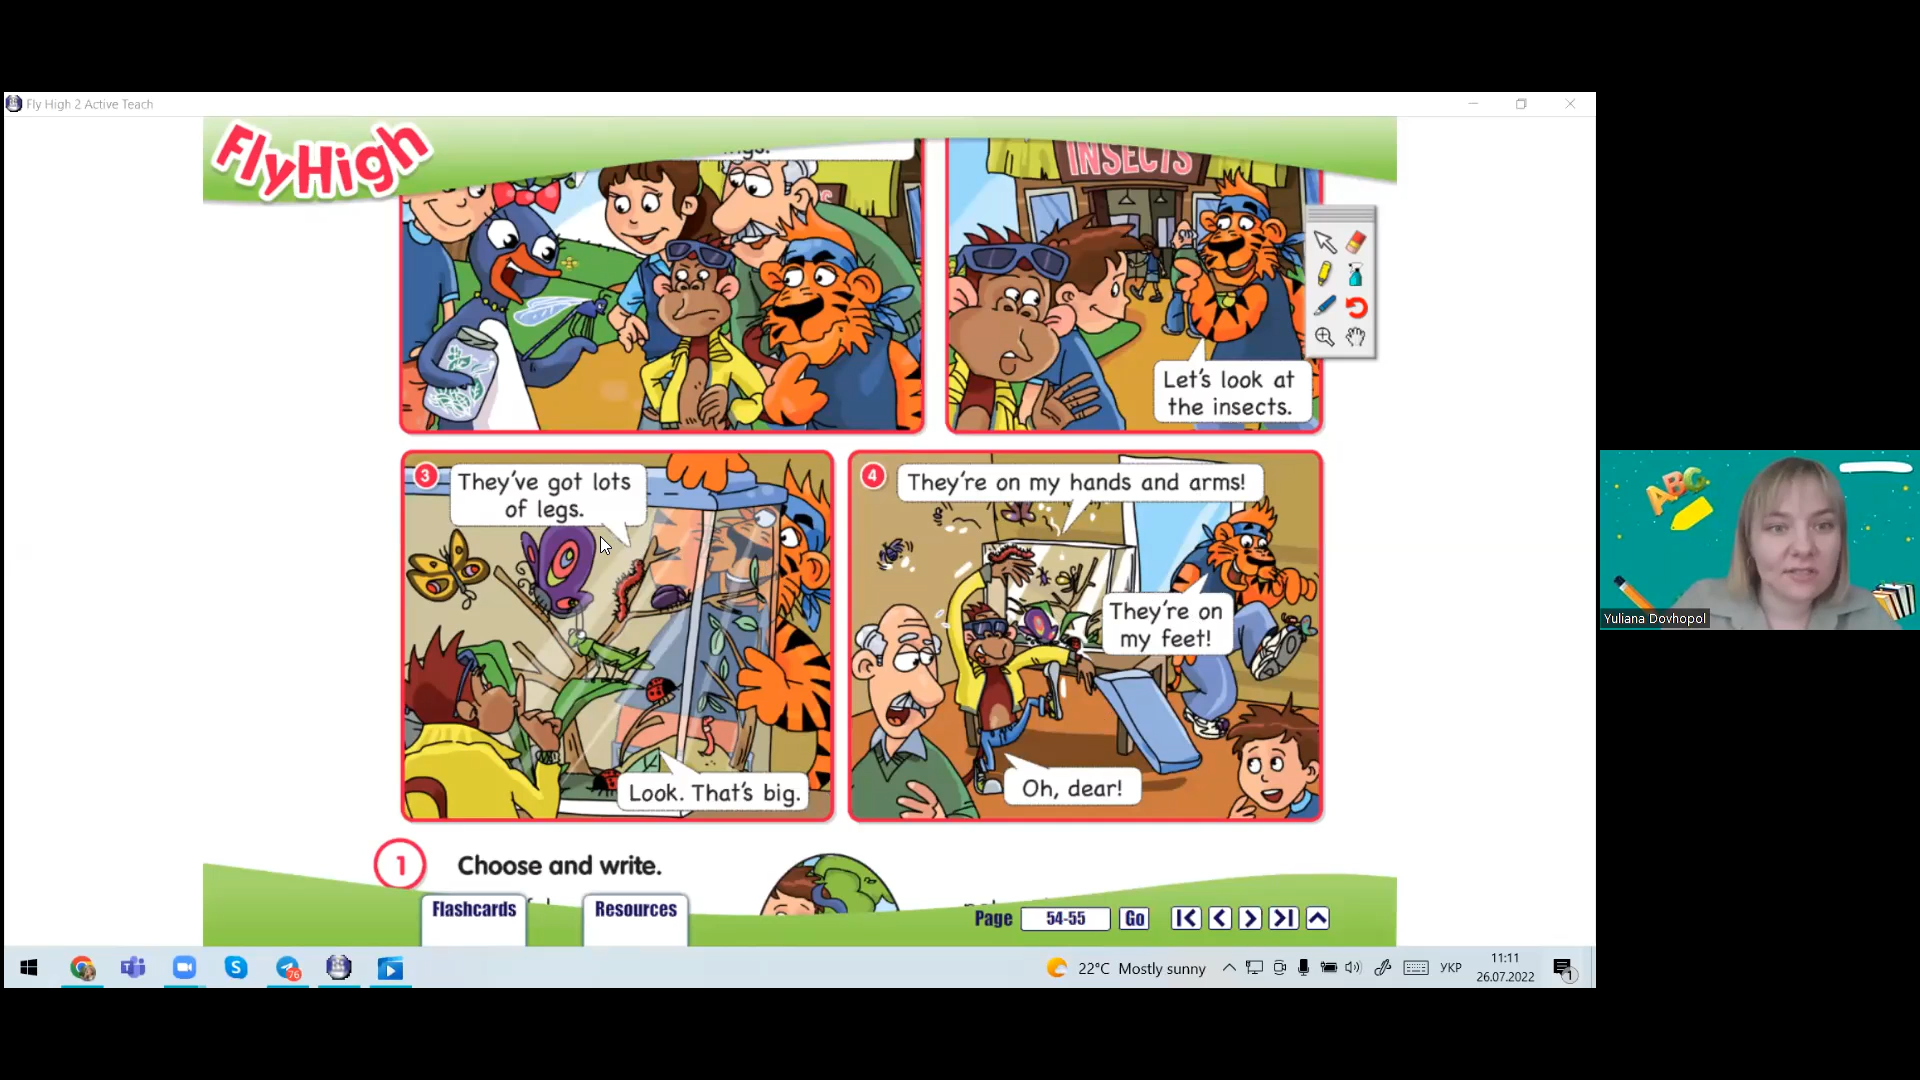 Fly High 2 Active Teach
FlyHigh
INSECTS
Let's look at
the insects.
3
They've got lots
of legs.
Look. That's big.
4
They're on my hands and arms!
They're on
my feet!
Oh, dear!
1
Choose and write.
Flashcards
Resources
Page
54-55
Go
ABC
Yuliana Dovhopol
76
22°C Mostly sunny
УКР
11:11
26.07.2022
1